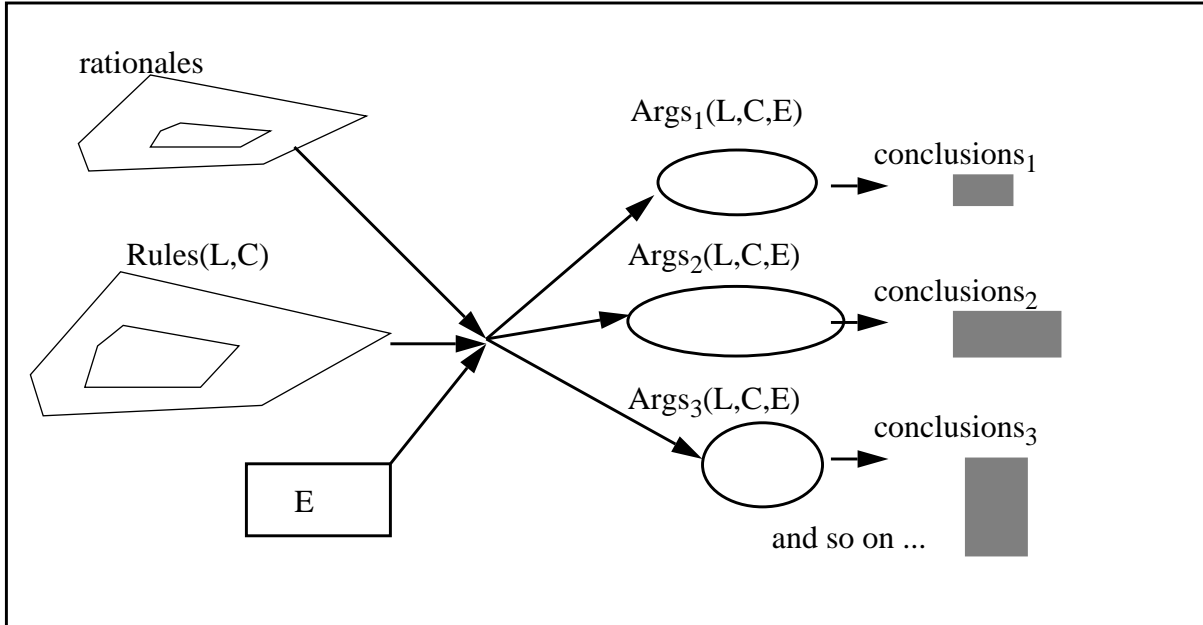 rationales
Args₁(L,C,E)
conclusions₁
Rules(L,C)
Args₂(L,C,E)
conclusions₂
Args₃(L,C,E)
conclusions₃
E
and so on ...